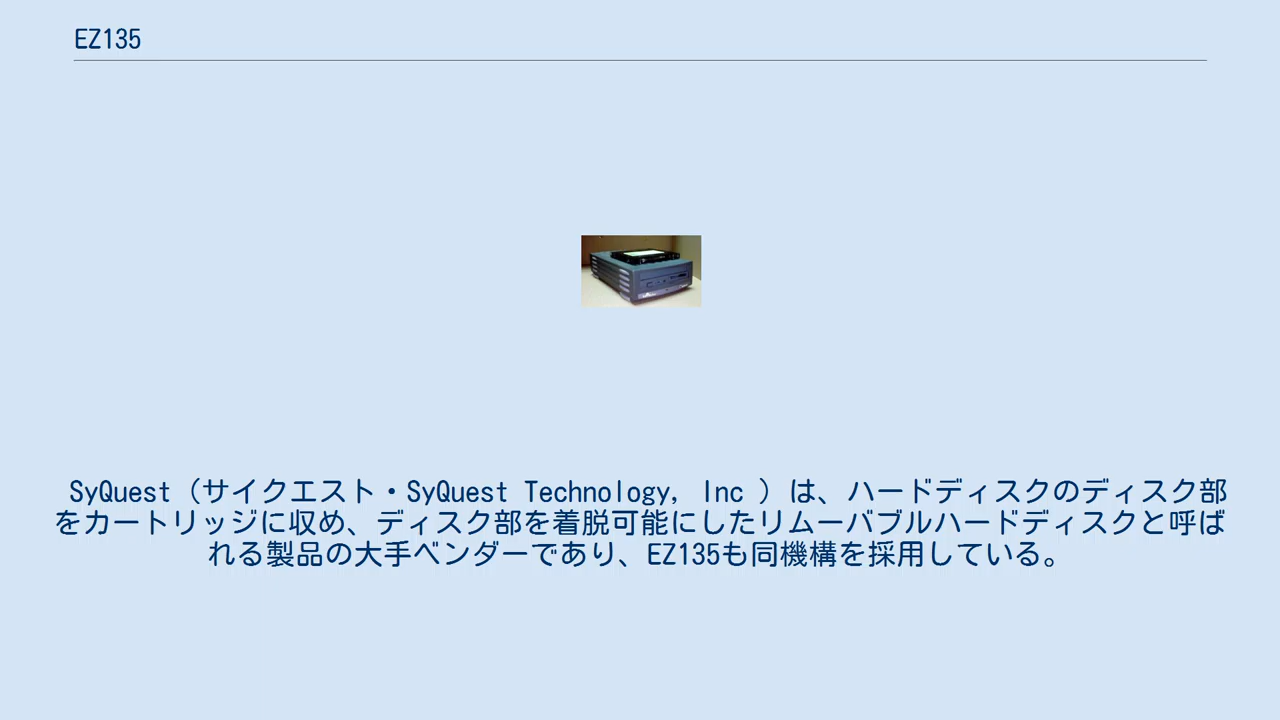 EZ135
SyQuest（サイクエスト・SyQuest Technology, Inc ）は、ハードディスクのディスク部
をカートリッジに収め、ディスク部を着脱可能にしたリムーバブルハードディスクと呼ば
れる製品の大手ベンダーであり、EZ135も同機構を採用している。